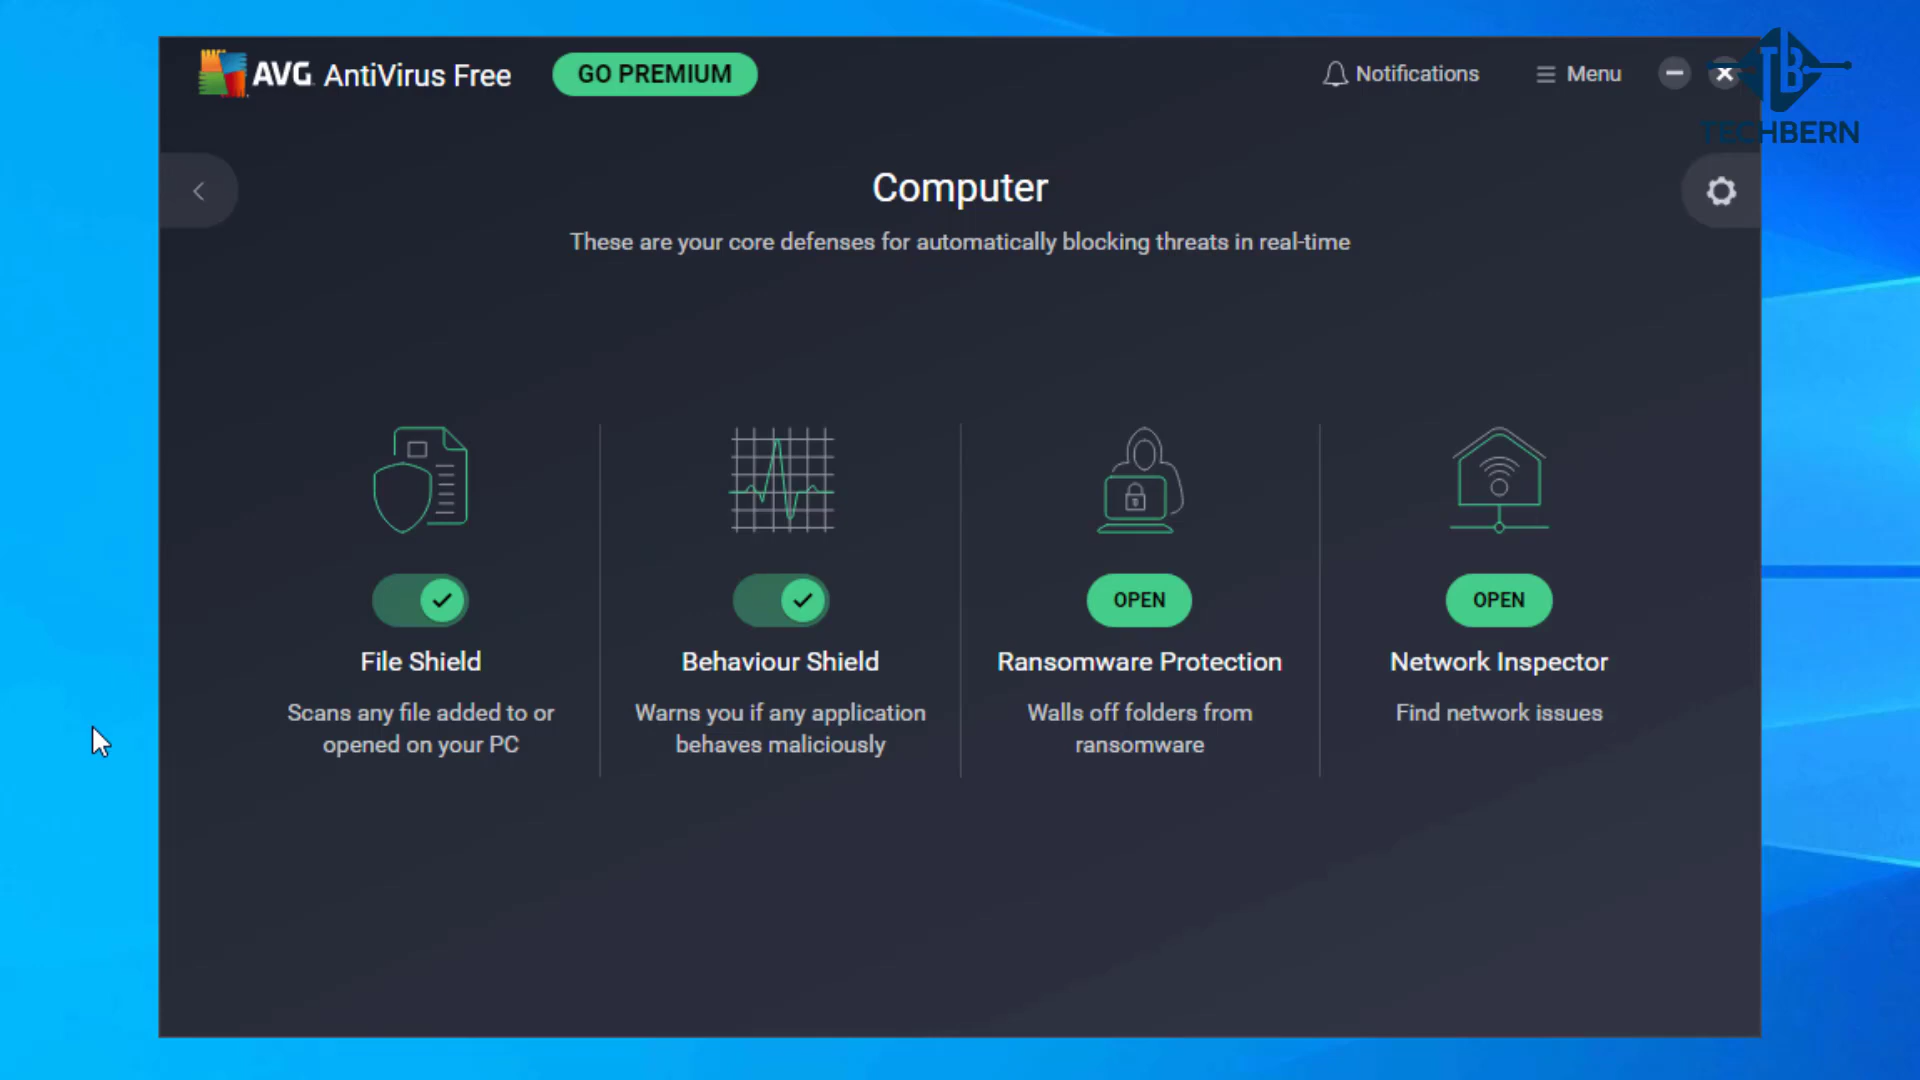 AVG AntiVirus Free
GO PREMIUM
Notifications
Menu
TB
TECHBERN
Computer
These are your core defenses for automatically blocking threats in real-time
OPEN
OPEN
File Shield
Behaviour Shield
Ransomware Protection
Network Inspector
Scans any file added to or
opened on your PC
Warns you if any application
behaves maliciously
Walls off folders from
ransomware
Find network issues